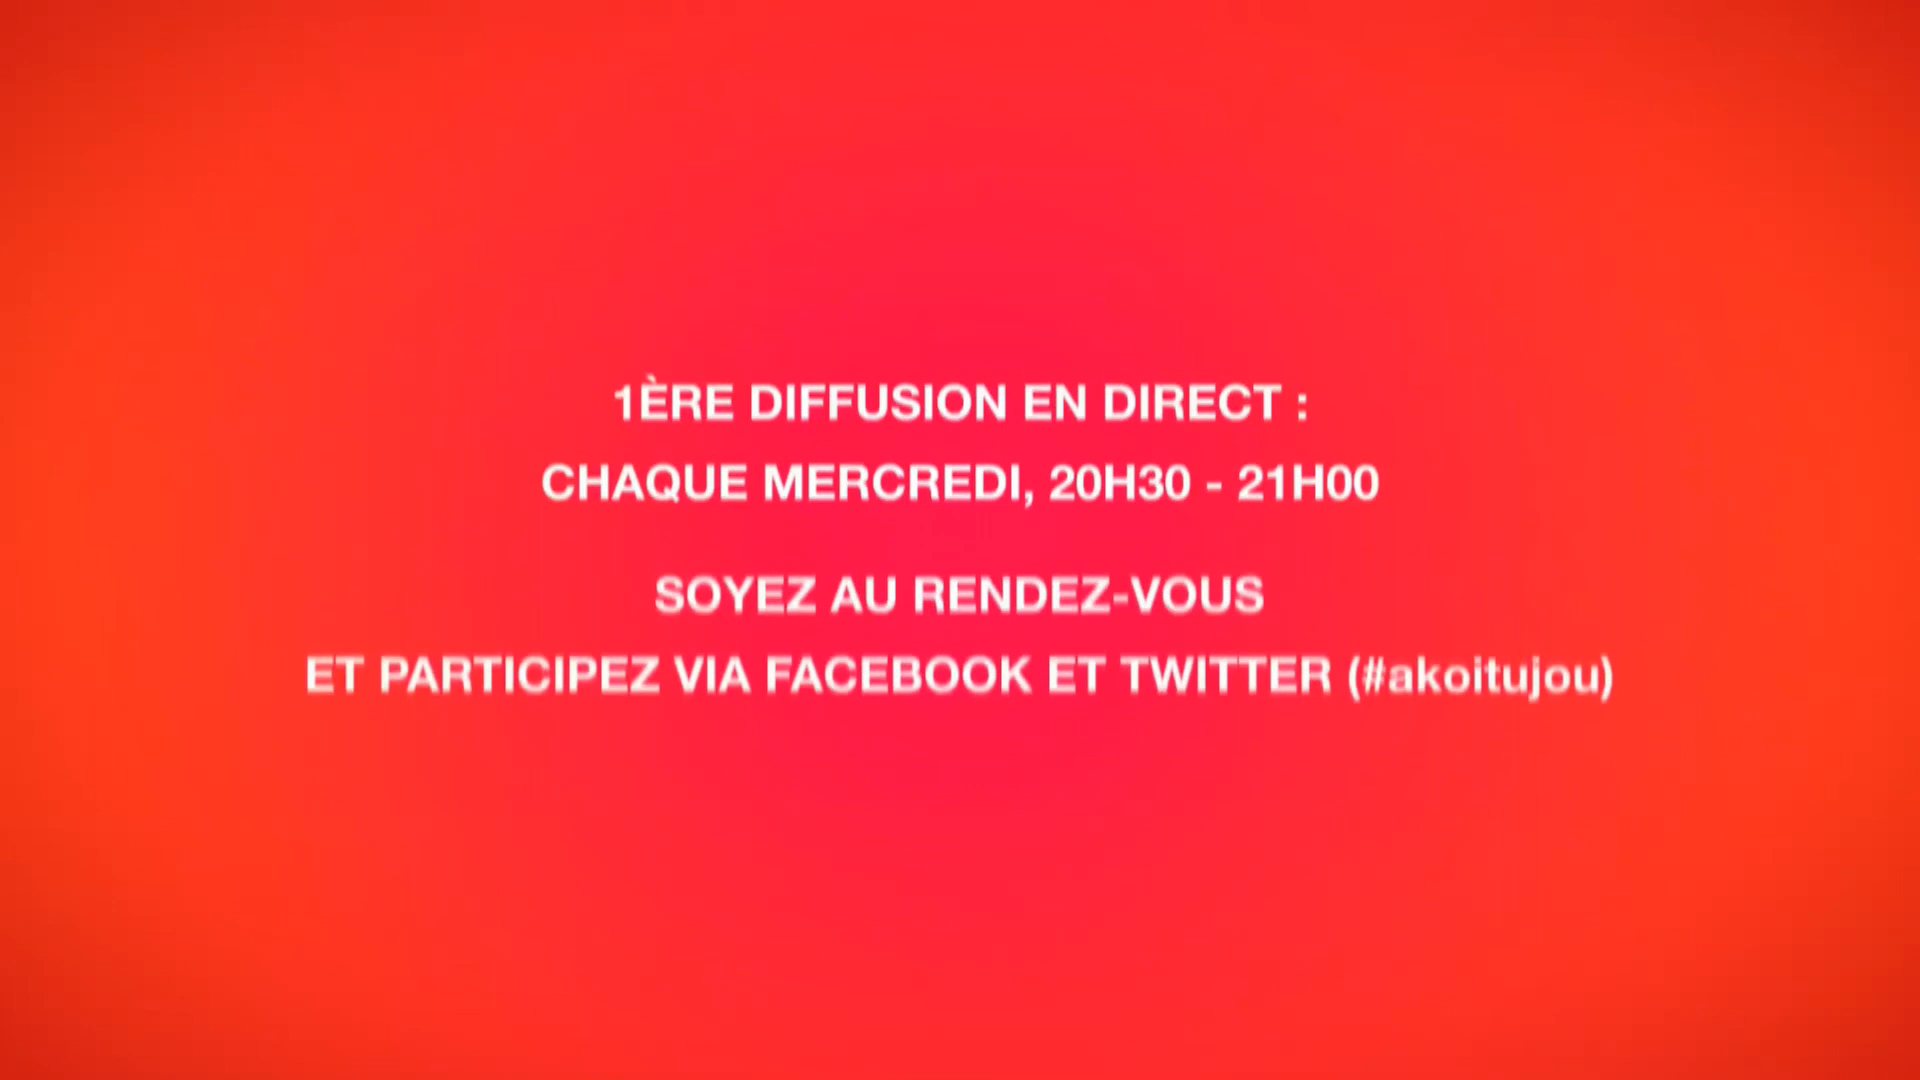 1ÈRE DIFFUSION EN DIRECT :
CHAQUE MERCREDI, 20H30 - 21H00
SOYEZ AU RENDEZ-VOUS
ET PARTICIPEZ VIA FACEBOOK ET TWITTER (#akoitujou)